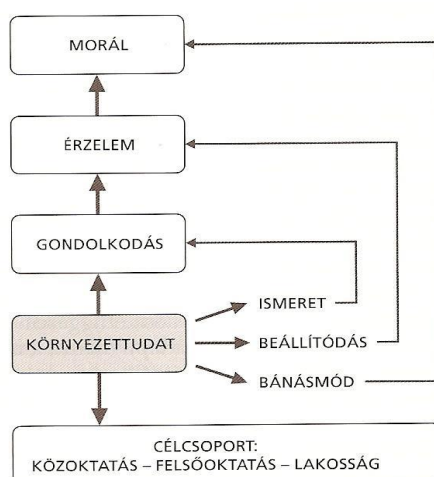 MORÁL
ÉRZELEM
GONDOLKODÁS
ISMERET
KÖRNYEZETTUDAT
BEÁLLÍTÓDÁS
BÁNÁSMÓD
CÉLCSOPORT:
KÖZOKTATÁS – FELSŐOKTATÁS – LAKOSSÁG